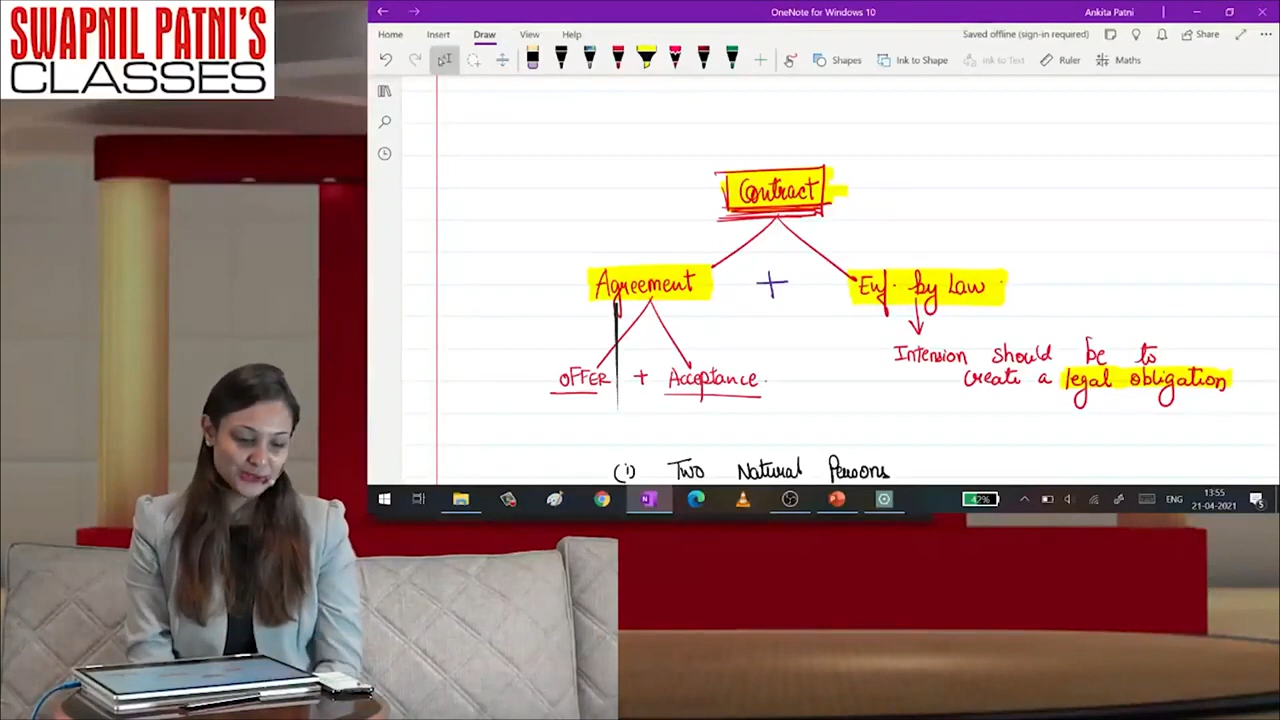 SWAPNIL PATNI'S
CLASSES
OneNote for Windows 10
Ankita Patni
Home Insert Draw View Help
Saved offline (sign-in required)
Share
Shapes
Ink to Shape
Ink to Text
Ruler
Maths
Contract
Agreement + Enf. by Law
Intension should be to
create a legal obligation
OFFER + Acceptance.
(i) Two Natural Persons
42%
ENG
13:55
21-04-2021
5